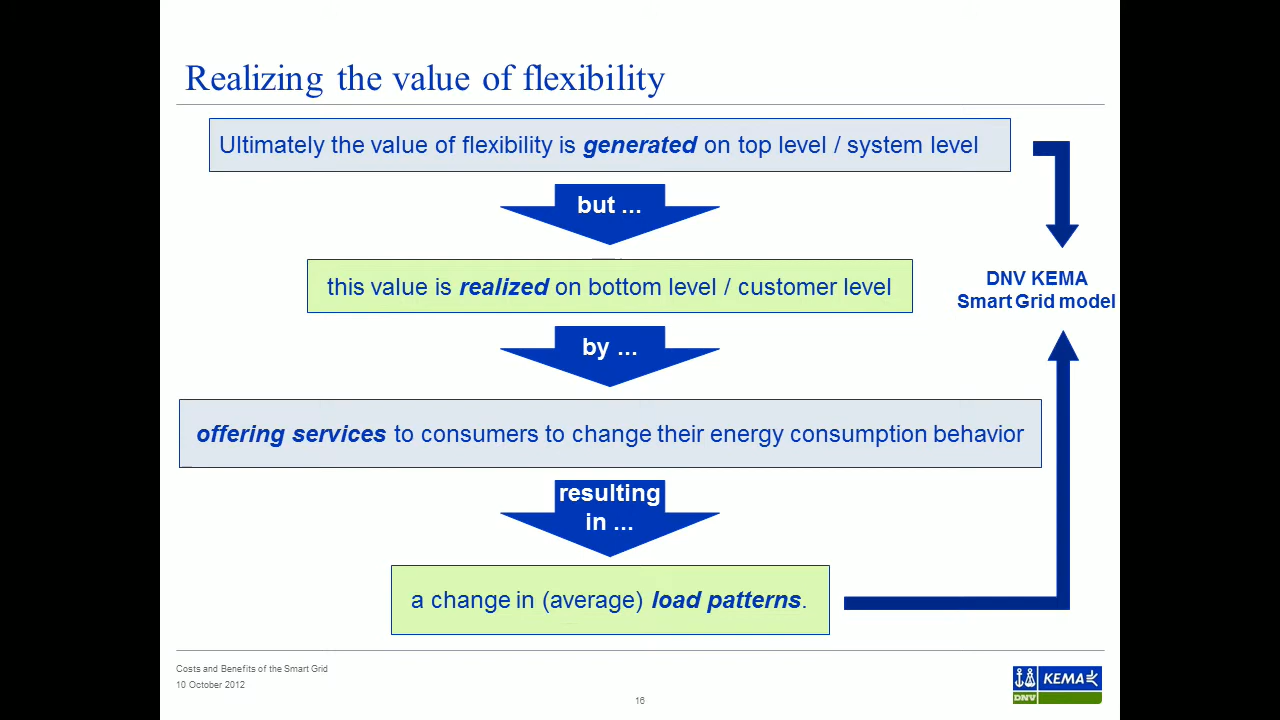 Realizing the value of flexibility
Ultimately the value of flexibility is generated on top level / system level
but ...
this value is realized on bottom level / customer level
DNV KEMA
Smart Grid model
by ...
offering services to consumers to change their energy consumption behavior
resulting
in ...
a change in (average) load patterns.
Costs and Benefits of the Smart Grid
10 October 2012
16
KEMA
DNV